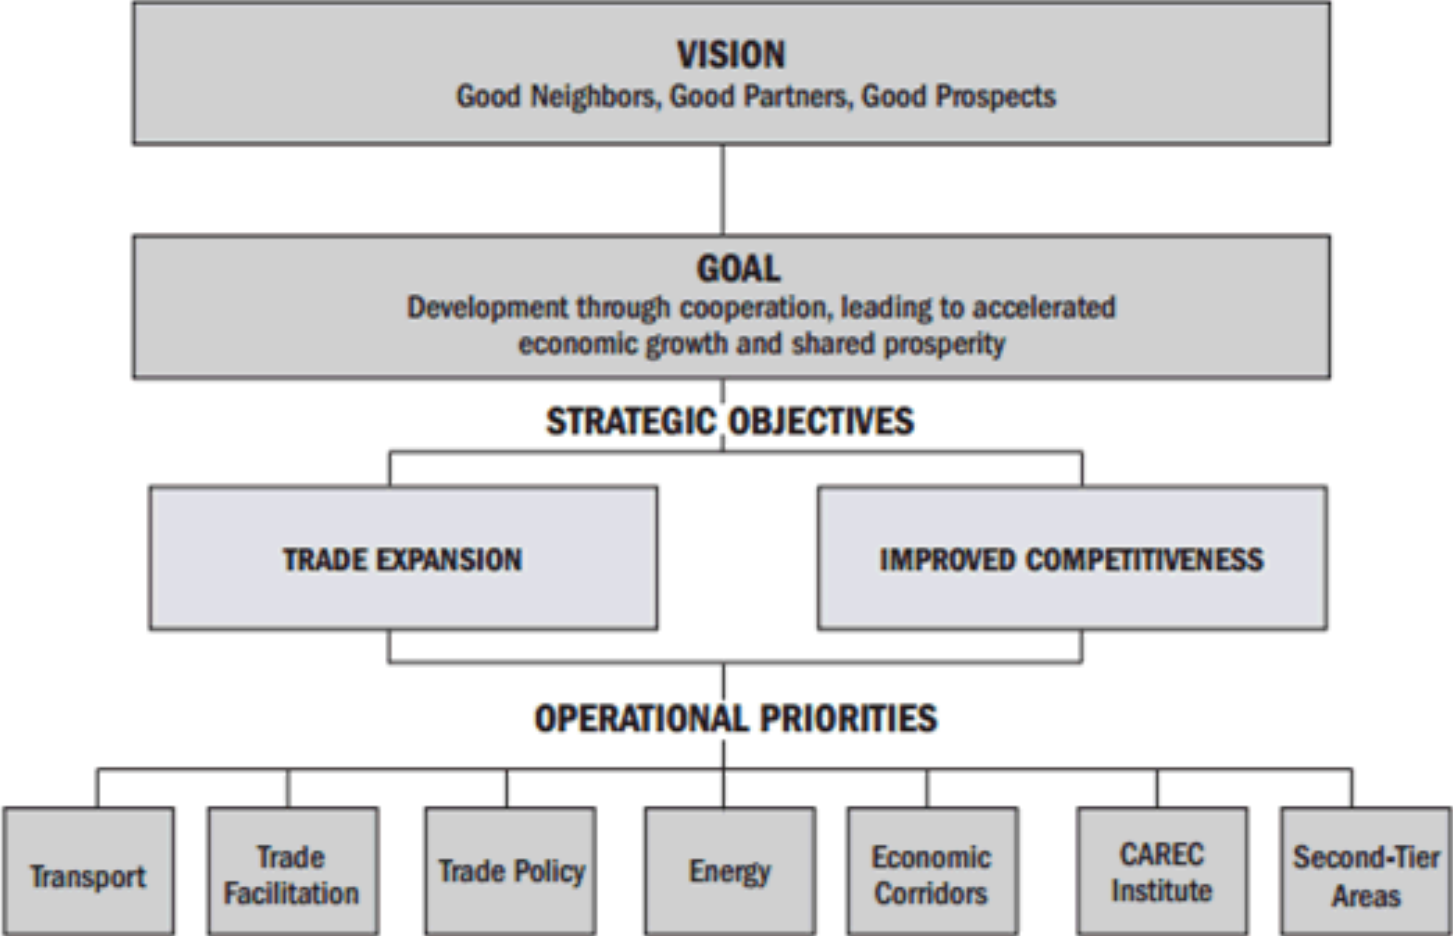 VISION
Good Neighbors, Good Partners, Good Prospects
GOAL
Development through cooperation, leading to accelerated
economic growth and shared prosperity
STRATEGIC OBJECTIVES
TRADE EXPANSION
IMPROVED COMPETITIVENESS
OPERATIONAL PRIORITIES
Transport
Trade
Facilitation
Trade Policy
Energy
Economic
Corridors
CAREC
Institute
Second-Tier
Areas